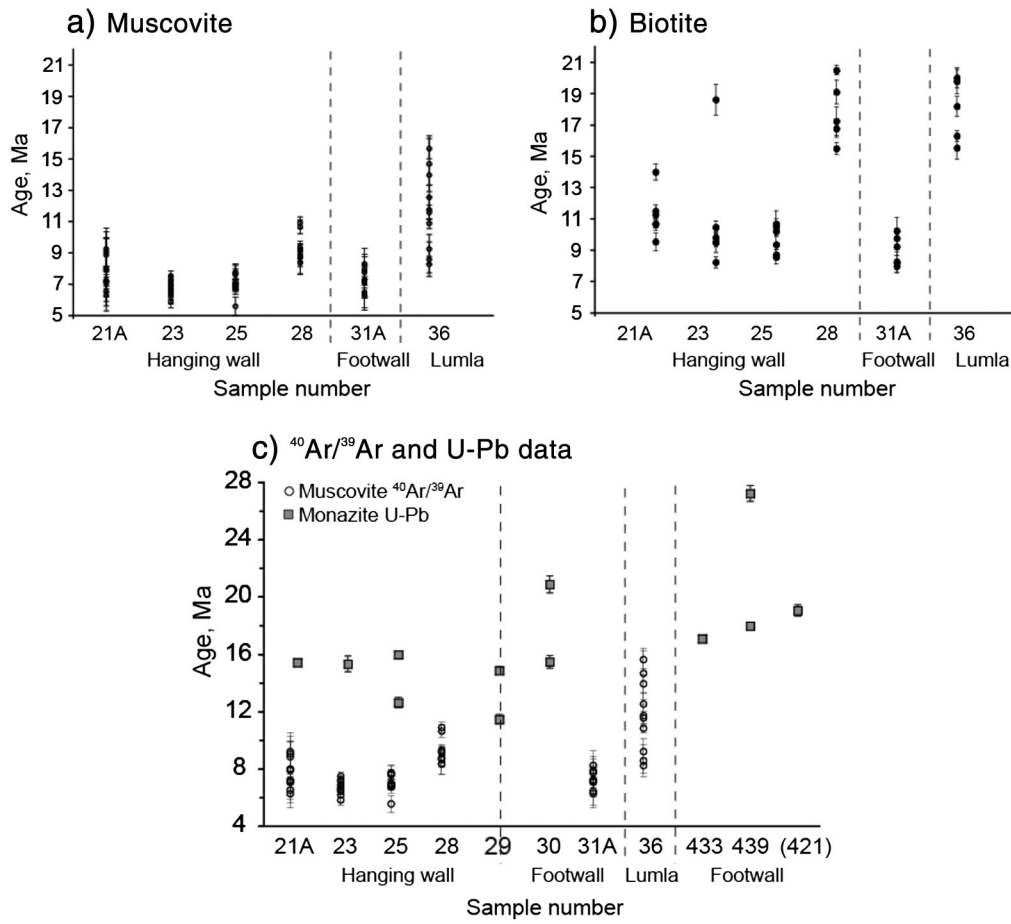 a) Muscovite
21
19
17
15
13
11
9
7
5
Age, Ma
21A 23 25 28 31A 36
Hanging wall Footwall Lumla
Sample number
b) Biotite
21
19
17
15
13
11
9
7
5
Age, Ma
21A 23 25 28 31A 36
Hanging wall Footwall Lumla
Sample number
c) ⁴⁰Ar/³⁹Ar and U-Pb data
Muscovite ⁴⁰Ar/³⁹Ar
Monazite U-Pb
28
24
20
16
12
8
4
Age, Ma
21A 23 25 28 29 30 31A 36 433 439 (421)
Hanging wall Footwall Lumla Footwall
Sample number